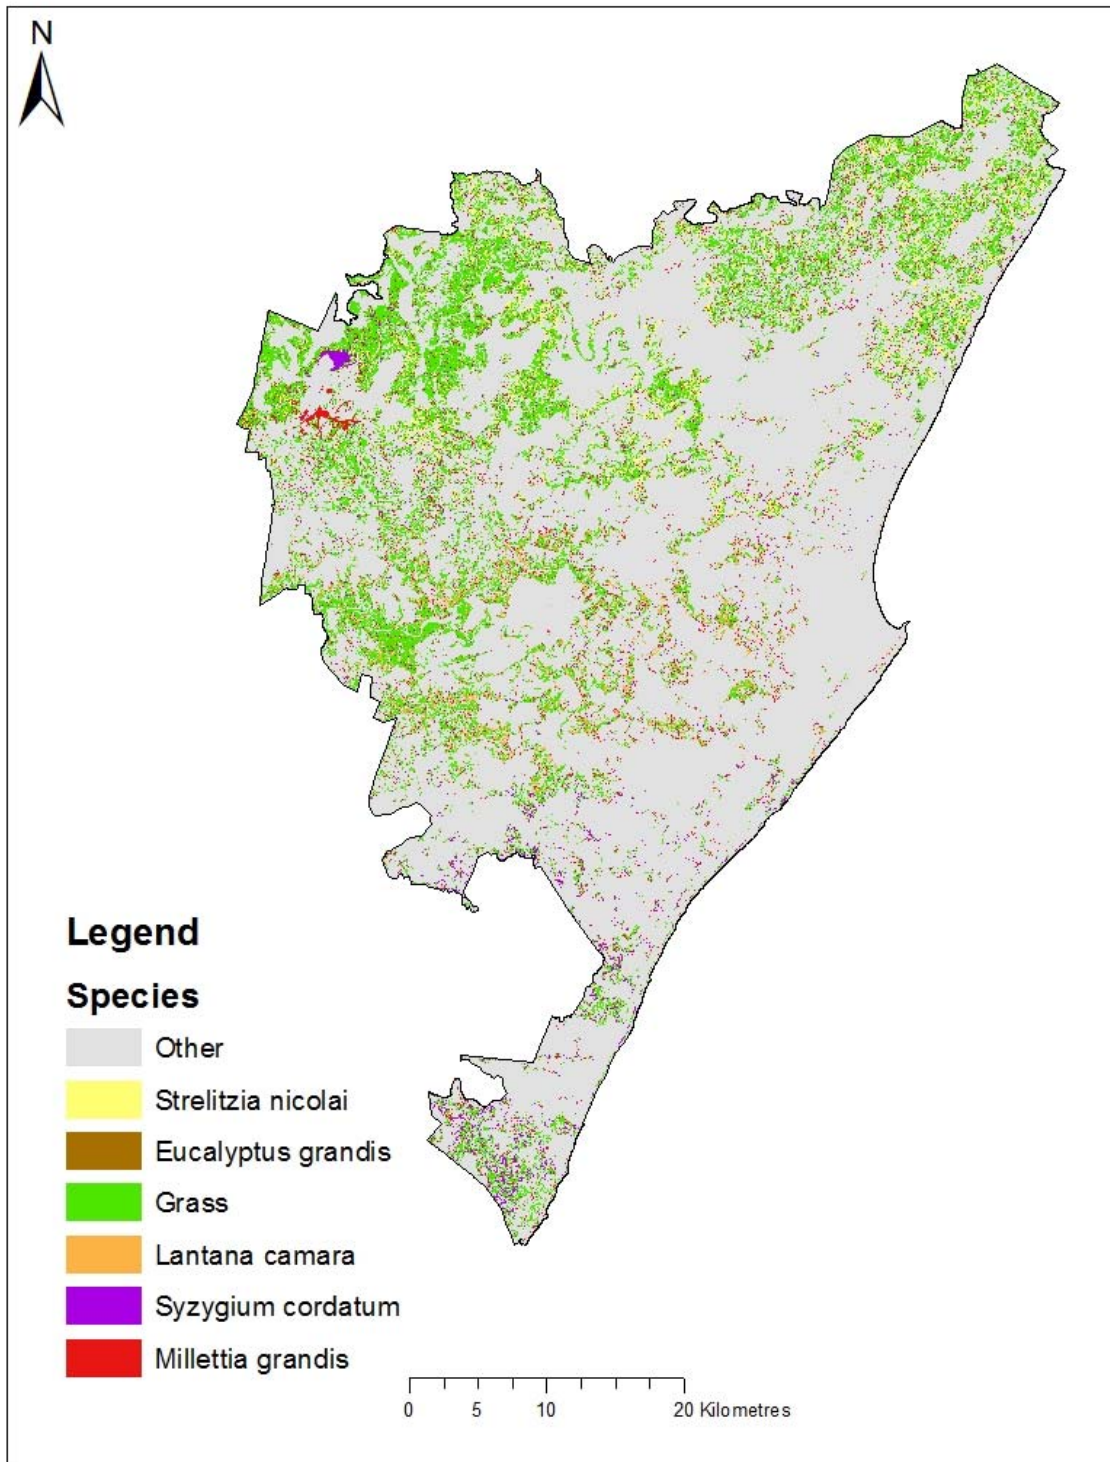 N
Legend
Species
Other
Strelitzia nicolai
Eucalyptus grandis
Grass
Lantana camara
Syzygium cordatum
Millettia grandis
0 5 10 20 Kilometres